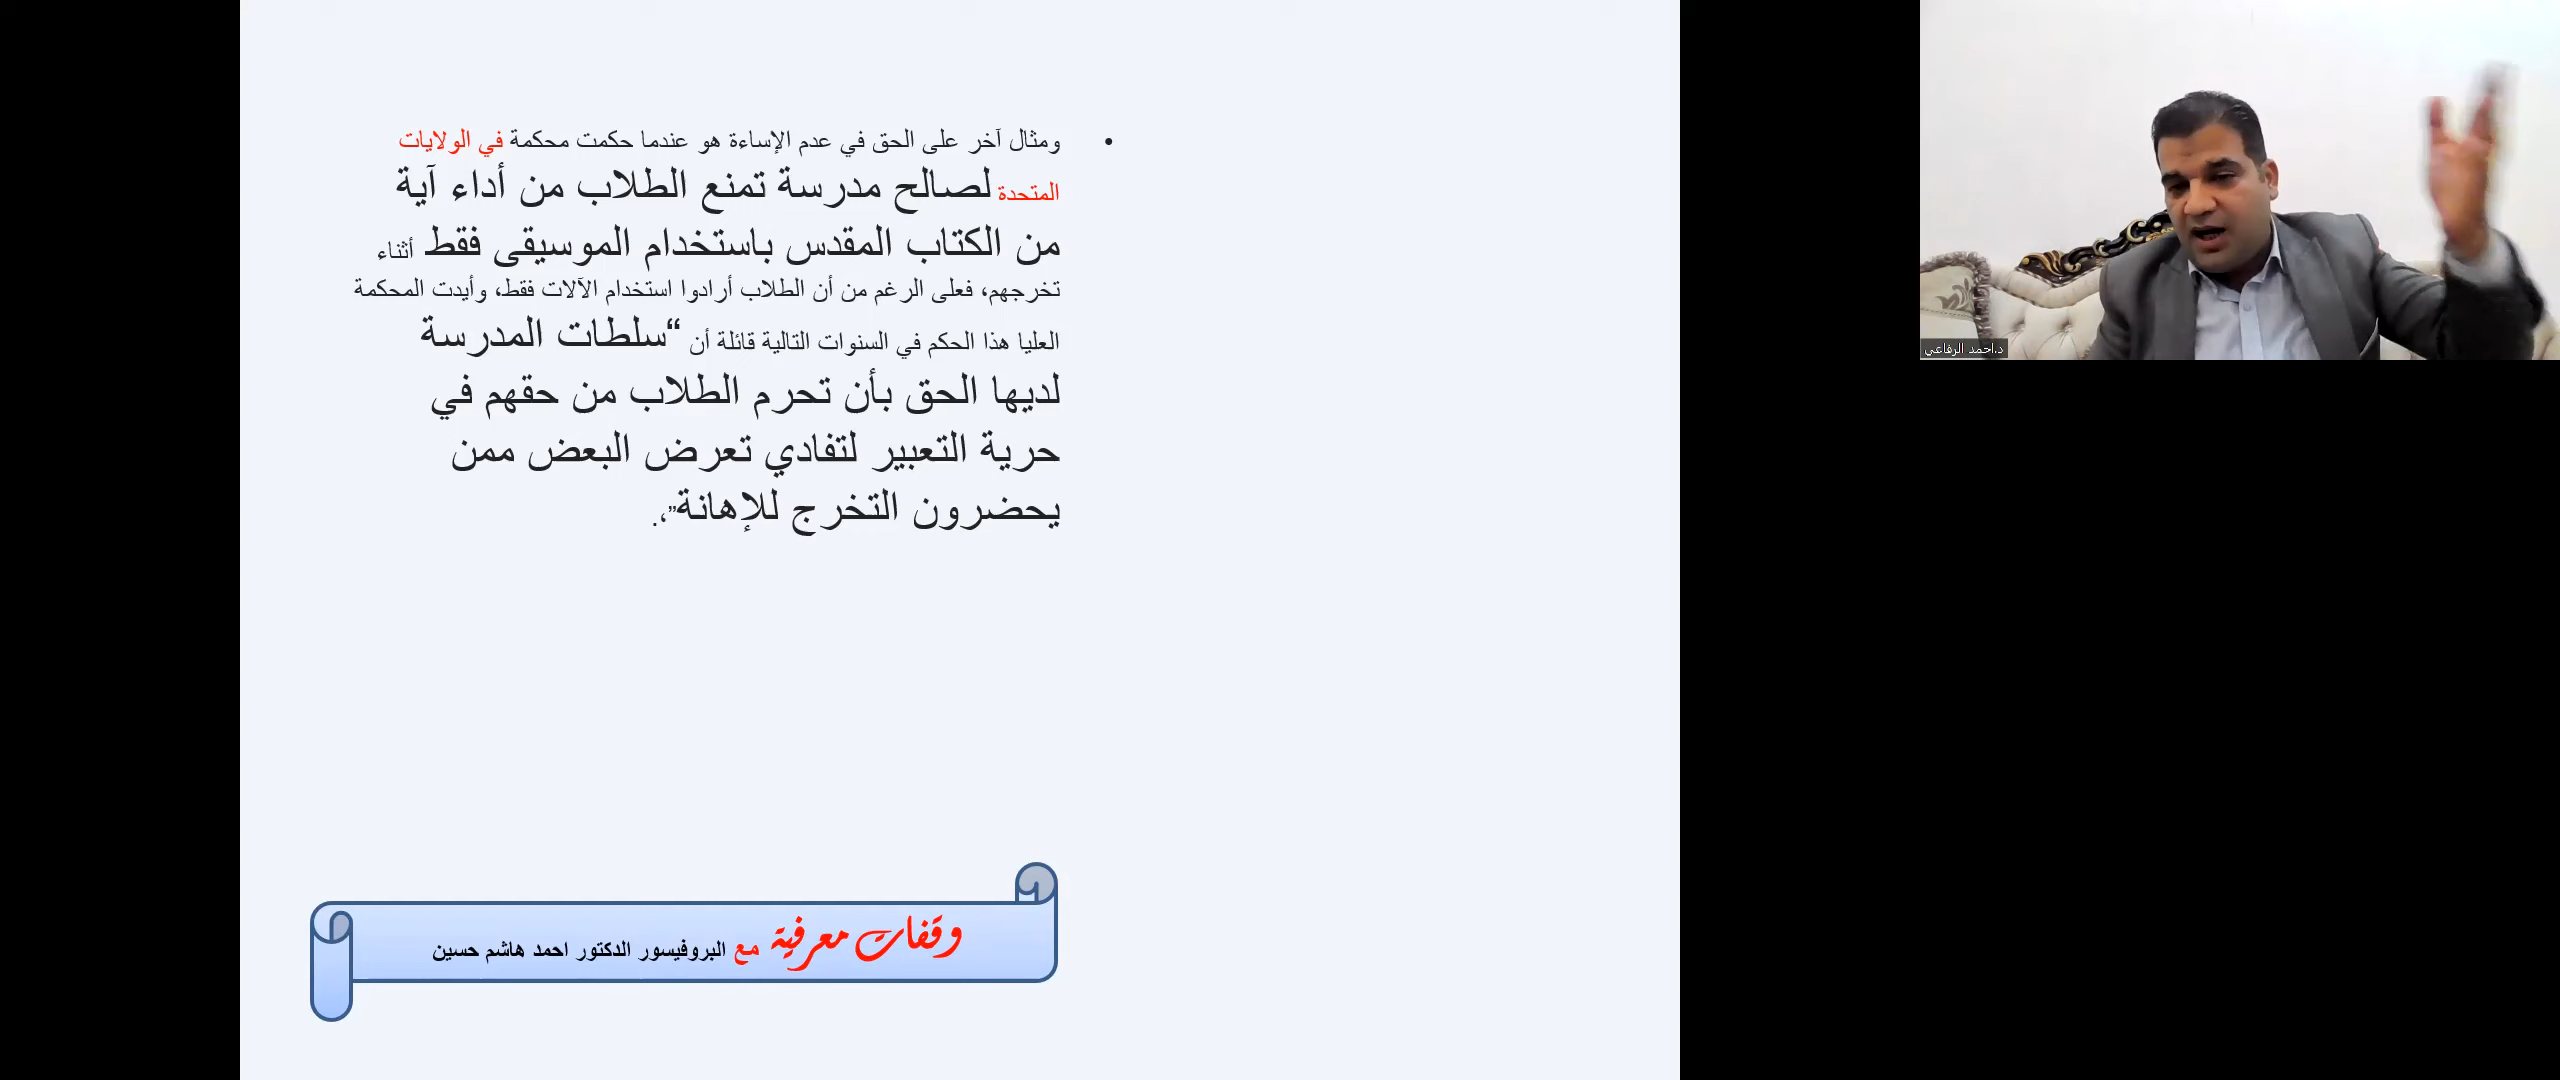 • ومثال آخر على الحق في عدم الإساءة هو عندما حكمت محكمة في الولايات
المتحدة لصالح مدرسة تمنع الطلاب من أداء آية
من الكتاب المقدس باستخدام الموسيقى فقط أثناء
تخرجهم، فعلى الرغم من أن الطلاب أرادوا استخدام الآلات فقط، وأيدت المحكمة
العليا هذا الحكم في السنوات التالية قائلة أن “سلطات المدرسة
لديها الحق بأن تحرم الطلاب من حقهم في
حرية التعبير لتفادي تعرض البعض ممن
يحضرون التخرج للإهانة”،.
وقفات معرفية مع البروفيسور الدكتور احمد هاشم حسين
د.احمد الرفاعي